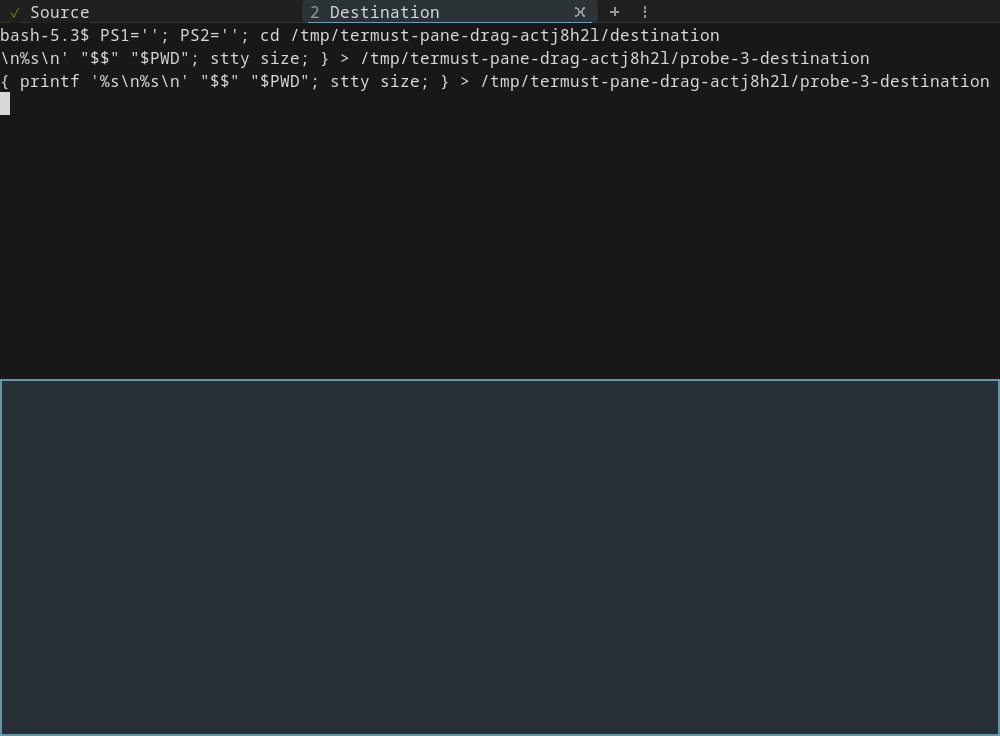 ✓ Source 2 Destination × + ⋮
bash-5.3$ PS1=''; PS2=''; cd /tmp/termust-pane-drag-actj8h2l/destination
\n%s\n' "$$" "$PWD"; stty size; } > /tmp/termust-pane-drag-actj8h2l/probe-3-destination
{ printf '%s\n%s\n' "$$" "$PWD"; stty size; } > /tmp/termust-pane-drag-actj8h2l/probe-3-destination